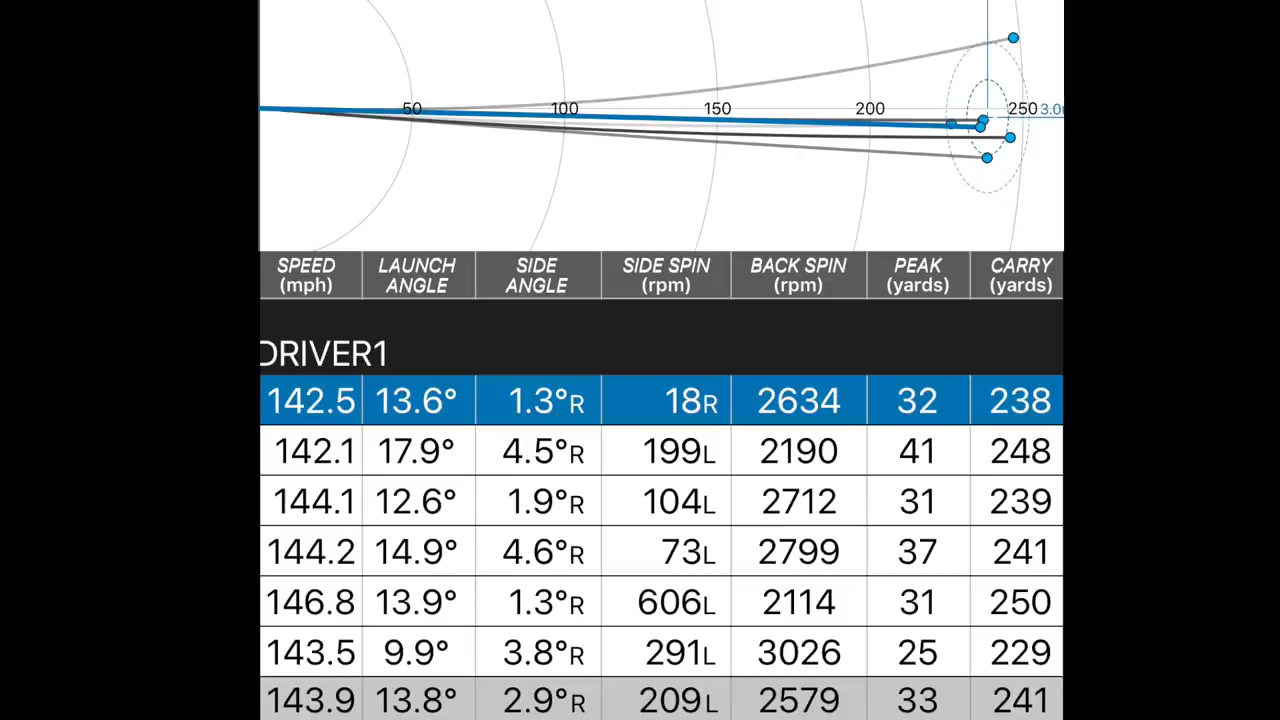 50 100 150 200 250 3.0
SPEED LAUNCH SIDE SIDE SPIN BACK SPIN PEAK CARRY
(mph) ANGLE ANGLE (rpm) (rpm) (yards) (yards)
DRIVER1
142.5 13.6° 1.3°R 18R 2634 32 238
142.1 17.9° 4.5°R 199L 2190 41 248
144.1 12.6° 1.9°R 104L 2712 31 239
144.2 14.9° 4.6°R 73L 2799 37 241
146.8 13.9° 1.3°R 606L 2114 31 250
143.5 9.9° 3.8°R 291L 3026 25 229
143.9 13.8° 2.9°R 209L 2579 33 241